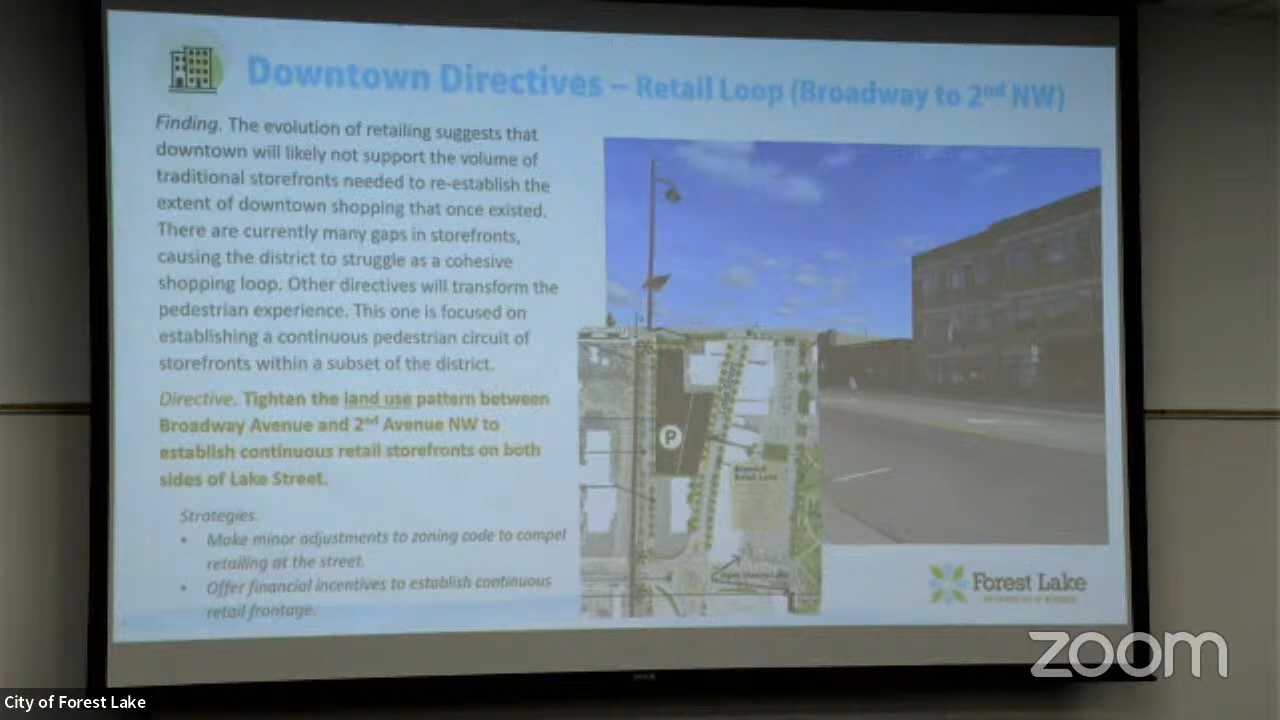 Downtown Directives – Retail Loop (Broadway to 2nd NW)
Finding. The evolution of retailing suggests that
downtown will likely not support the volume of
traditional storefronts needed to re-establish the
extent of downtown shopping that once existed.
There are currently many gaps in storefronts,
causing the district to struggle as a cohesive
shopping loop. Other directives will transform the
pedestrian experience. This one is focused on
establishing a continuous pedestrian circuit of
storefronts within a subset of the district.
Directive. Tighten the land use pattern between
Broadway Avenue and 2nd Avenue NW to
establish continuous retail storefronts on both
sides of Lake Street.
Strategies.
• Make minor adjustments to zoning code to compel
retailing at the street.
• Offer financial incentives to establish continuous
retail frontage.
P
Retail Loop
Forest Lake
zoom
City of Forest Lake